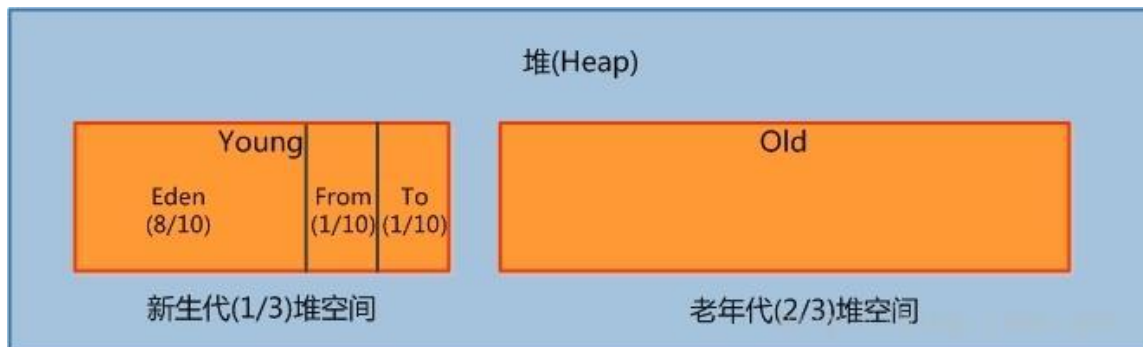 堆(Heap)
Young
Eden
(8/10)
From
(1/10)
To
(1/10)
Old
新生代(1/3)堆空间
老年代(2/3)堆空间